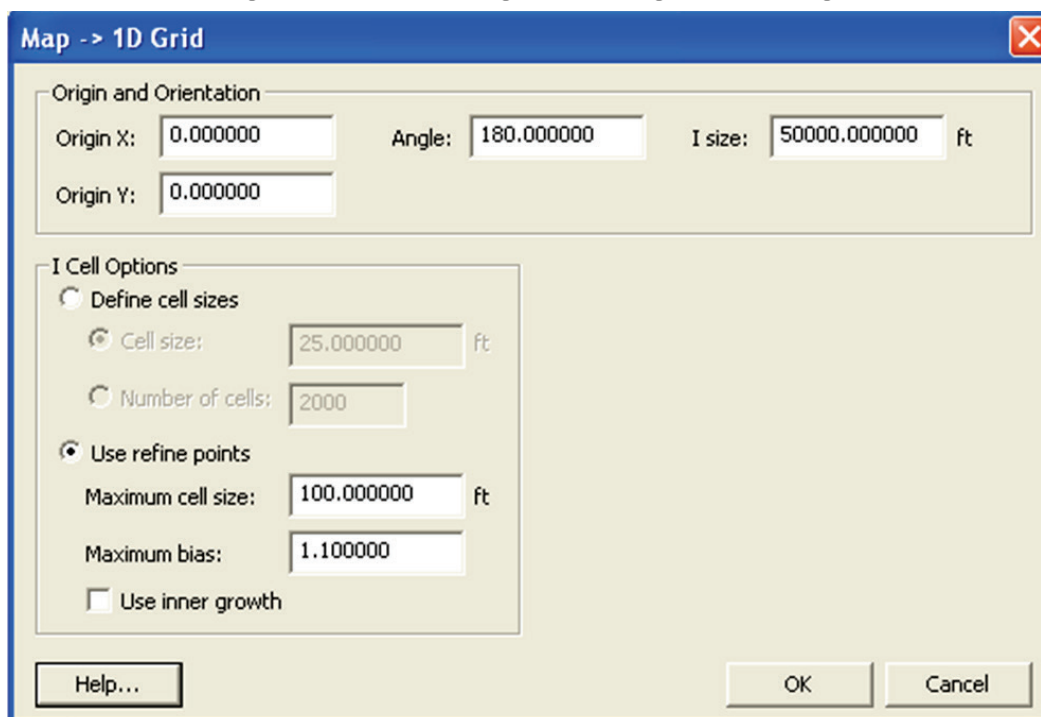 Map -> 1D Grid
Origin and Orientation
Origin X: 0.000000 Angle: 180.000000 I size: 50000.000000 ft
Origin Y: 0.000000
I Cell Options
Define cell sizes
Cell size: 25.000000 ft
Number of cells: 2000
Use refine points
Maximum cell size: 100.000000 ft
Maximum bias: 1.100000
Use inner growth
Help... OK Cancel